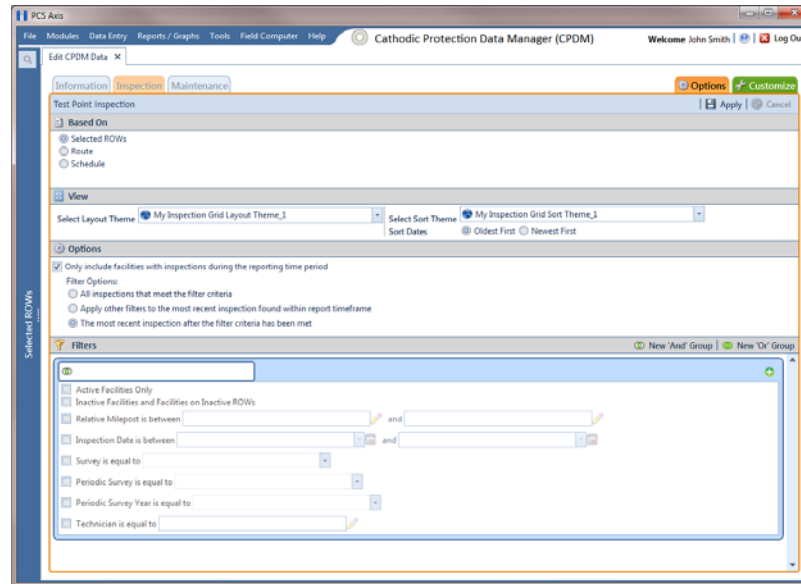 PCS Axis
File Modules Data Entry Reports / Graphs Tools Field Computer Help Cathodic Protection Data Manager (CPDM) Welcome John Smith | Log Ou
Edit CPDM Data X
Information Inspection Maintenance Options Customize
Test Point Inspection | Apply | Cancel
Based On
Selected ROWs
Route
Schedule
View
Select Layout Theme My Inspection Grid Layout Theme_1 Select Sort Theme My Inspection Grid Sort Theme_1
Sort Dates Oldest First Newest First
Options
Only include facilities with inspections during the reporting time period
Filter Options:
All inspections that meet the filter criteria
Apply other filters to the most recent inspection found within report timeframe
The most recent inspection after the filter criteria has been met
Selected ROWs
Filters New 'And' Group | New 'Or' Group
Active Facilities Only
Inactive Facilities and Facilities on Inactive ROWs
Relative Milepost is between and
Inspection Date is between and
Survey is equal to
Periodic Survey is equal to
Periodic Survey Year is equal to
Technician is equal to